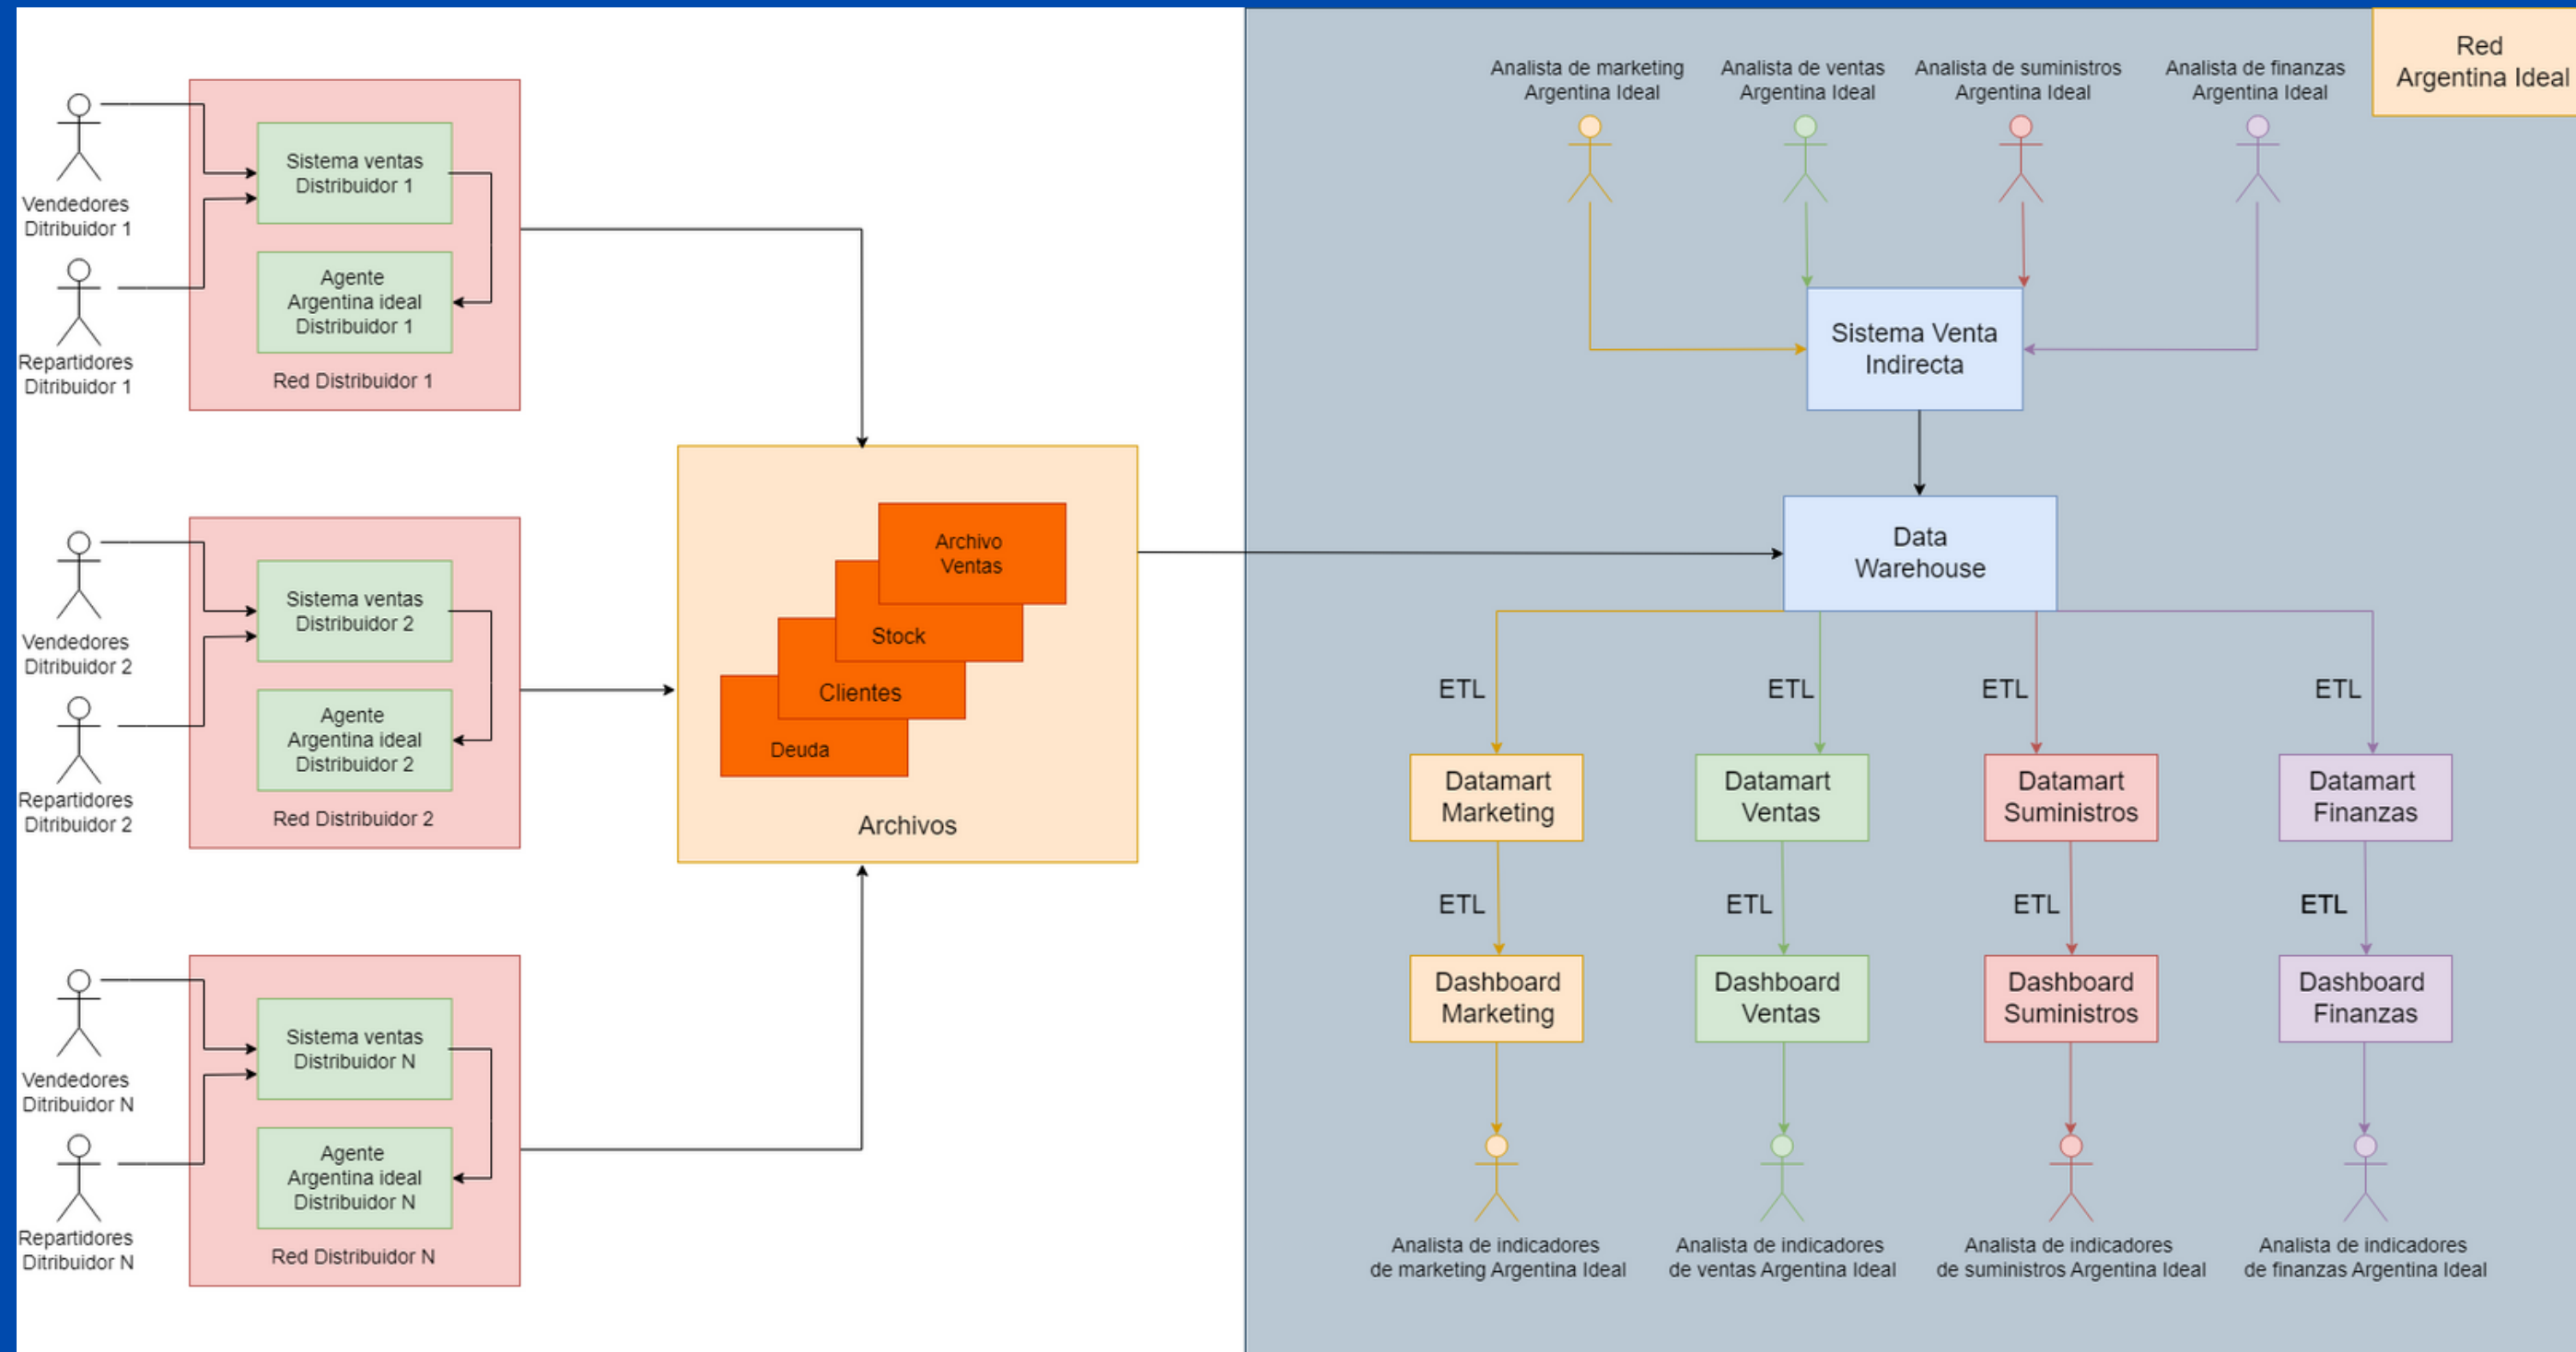 Vendedores
Ditribuidor 1
Repartidores
Ditribuidor 1
Sistema ventas
Distribuidor 1
Agente
Argentina ideal
Distribuidor 1
Red Distribuidor 1
Vendedores
Ditribuidor 2
Repartidores
Ditribuidor 2
Sistema ventas
Distribuidor 2
Agente
Argentina ideal
Distribuidor 2
Red Distribuidor 2
Vendedores
Ditribuidor N
Repartidores
Ditribuidor N
Sistema ventas
Distribuidor N
Agente
Argentina ideal
Distribuidor N
Red Distribuidor N
Archivo
Ventas
Stock
Clientes
Deuda
Archivos
Red
Argentina Ideal
Analista de marketing
Argentina Ideal
Analista de ventas
Argentina Ideal
Analista de suministros
Argentina Ideal
Analista de finanzas
Argentina Ideal
Sistema Venta
Indirecta
Data
Warehouse
ETL
ETL
ETL
ETL
Datamart
Marketing
Datamart
Ventas
Datamart
Suministros
Datamart
Finanzas
ETL
ETL
ETL
ETL
Dashboard
Marketing
Dashboard
Ventas
Dashboard
Suministros
Dashboard
Finanzas
Analista de indicadores
de marketing Argentina Ideal
Analista de indicadores
de ventas Argentina Ideal
Analista de indicadores
de suministros Argentina Ideal
Analista de indicadores
de finanzas Argentina Ideal